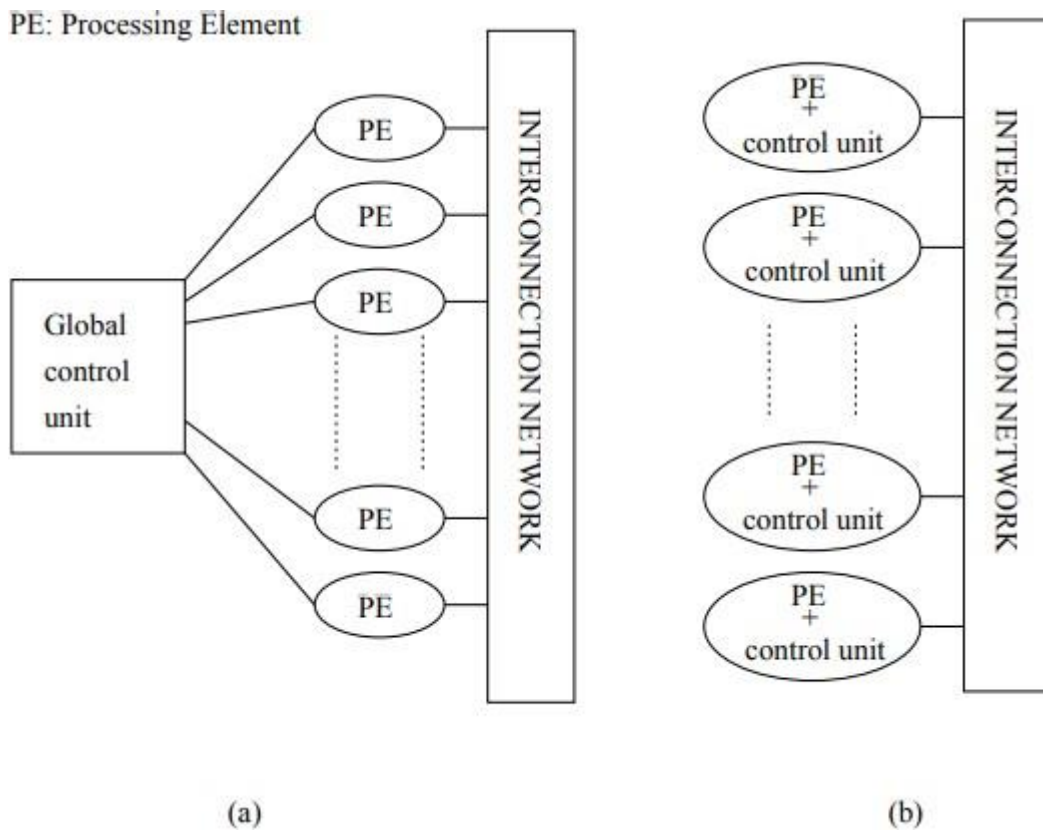 PE: Processing Element
PE
PE
PE
Global
control
unit
PE
PE
INTERCONNECTION NETWORK
(a)
PE
+
control unit
PE
+
control unit
PE
+
control unit
PE
+
control unit
INTERCONNECTION NETWORK
(b)